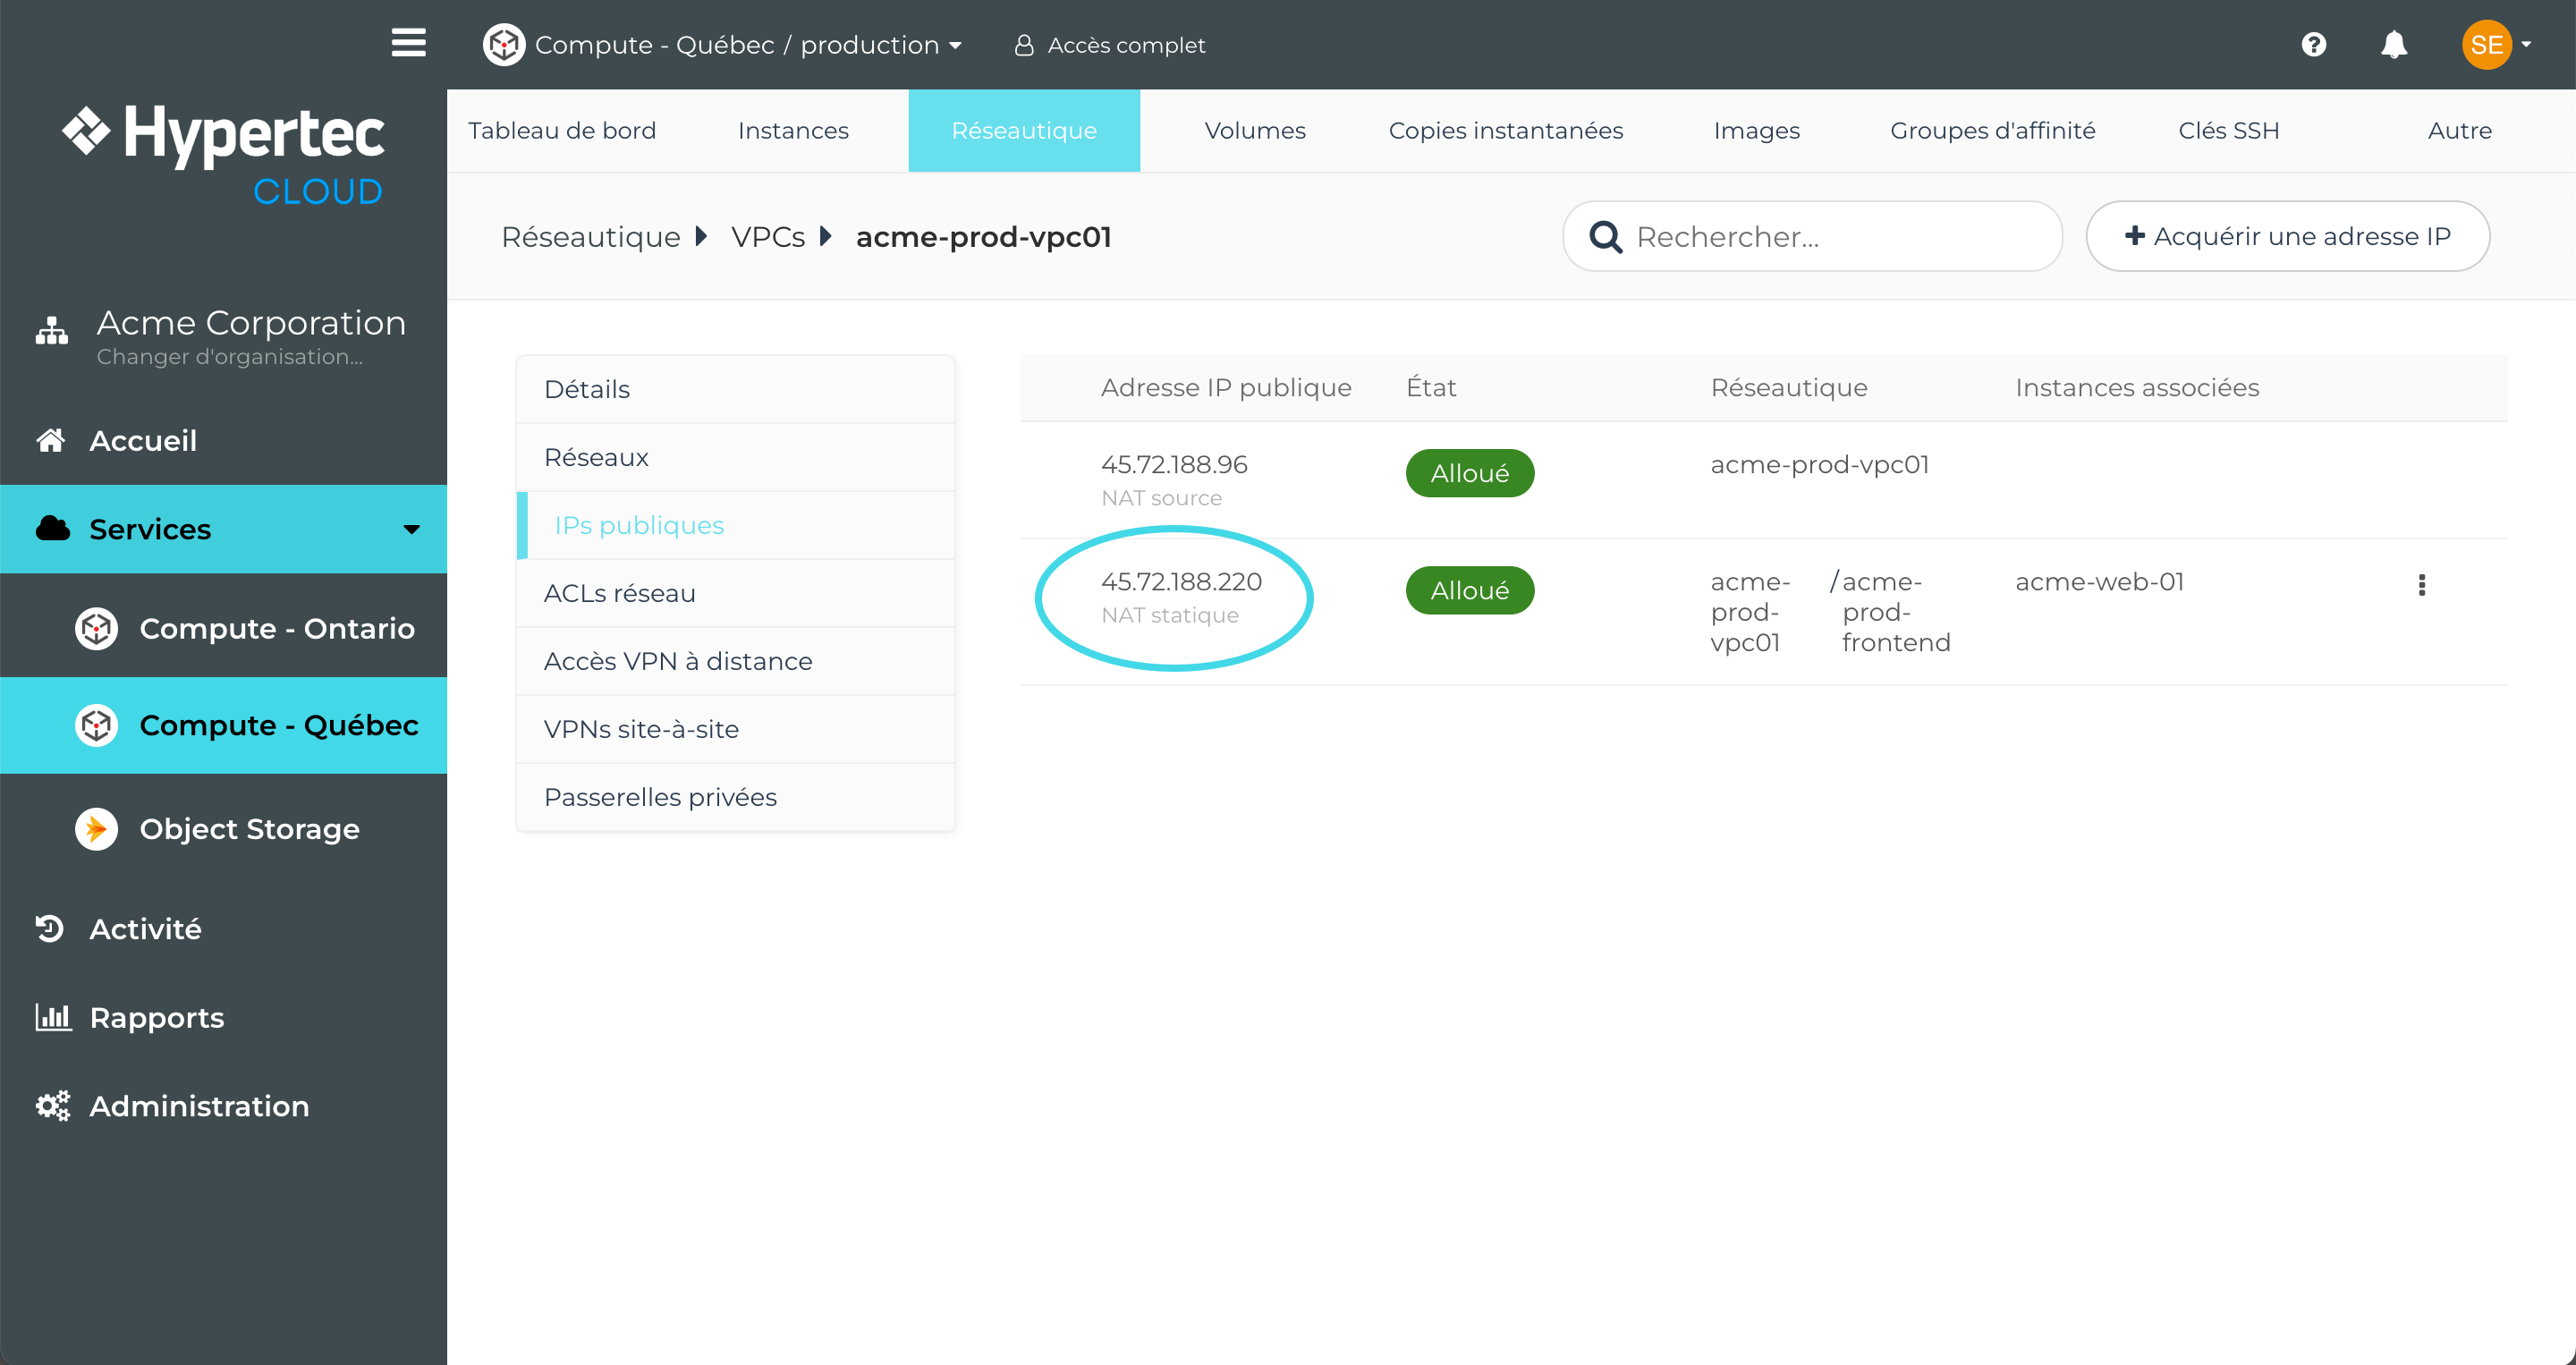 Compute - Québec / production
Accès complet
SE
Hypertec
CLOUD
Tableau de bord
Instances
Réseautique
Volumes
Copies instantanées
Images
Groupes d'affinité
Clés SSH
Autre
Réseautique
VPCs
acme-prod-vpc01
Rechercher...
Acquérir une adresse IP
Acme Corporation
Changer d'organisation...
Accueil
Services
Compute - Ontario
Compute - Québec
Object Storage
Activité
Rapports
Administration
Détails
Réseaux
IPs publiques
ACLs réseau
Accès VPN à distance
VPNs site-à-site
Passerelles privées
Adresse IP publique
État
Réseautique
Instances associées
45.72.188.96
NAT source
Alloué
acme-prod-vpc01
45.72.188.220
NAT statique
Alloué
acme-
prod-
vpc01
/ acme-
prod-
frontend
acme-web-01